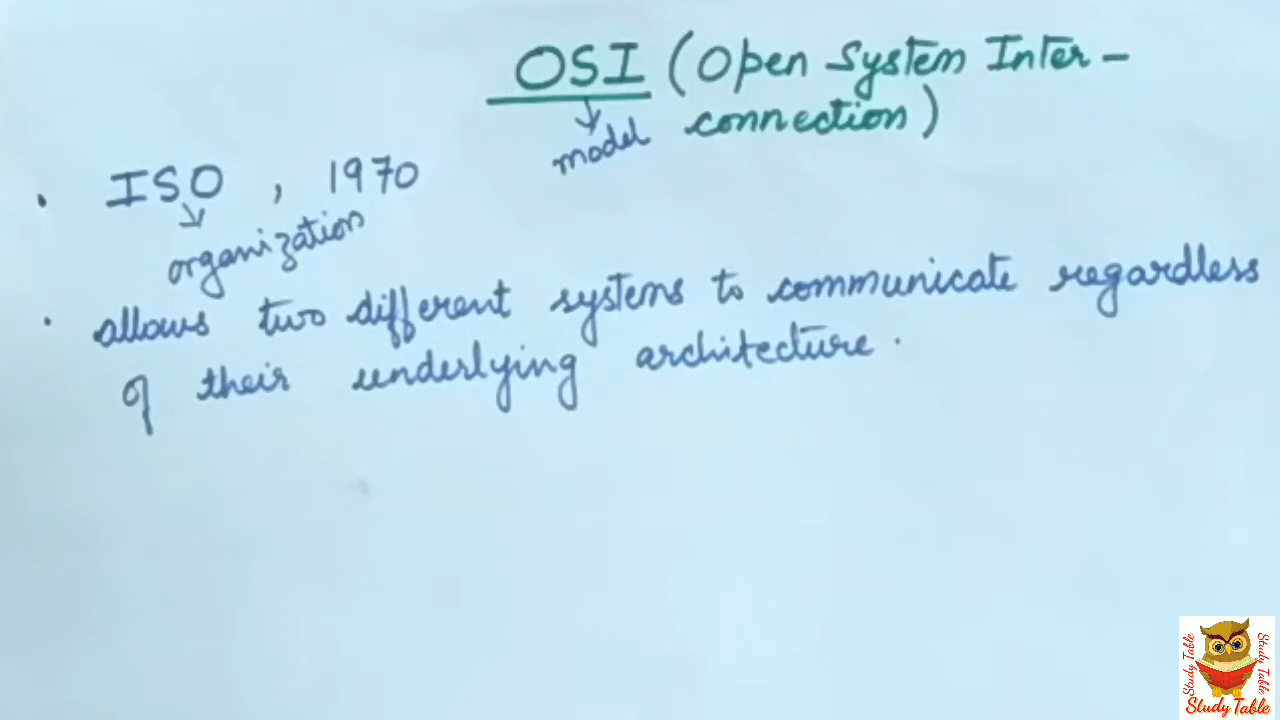 OSI (Open System Inter-
model connection)
• ISO , 1970
organization
• allows two different systems to communicate regardless
of their underlying architecture.
Study Table
Study Table
Study Table